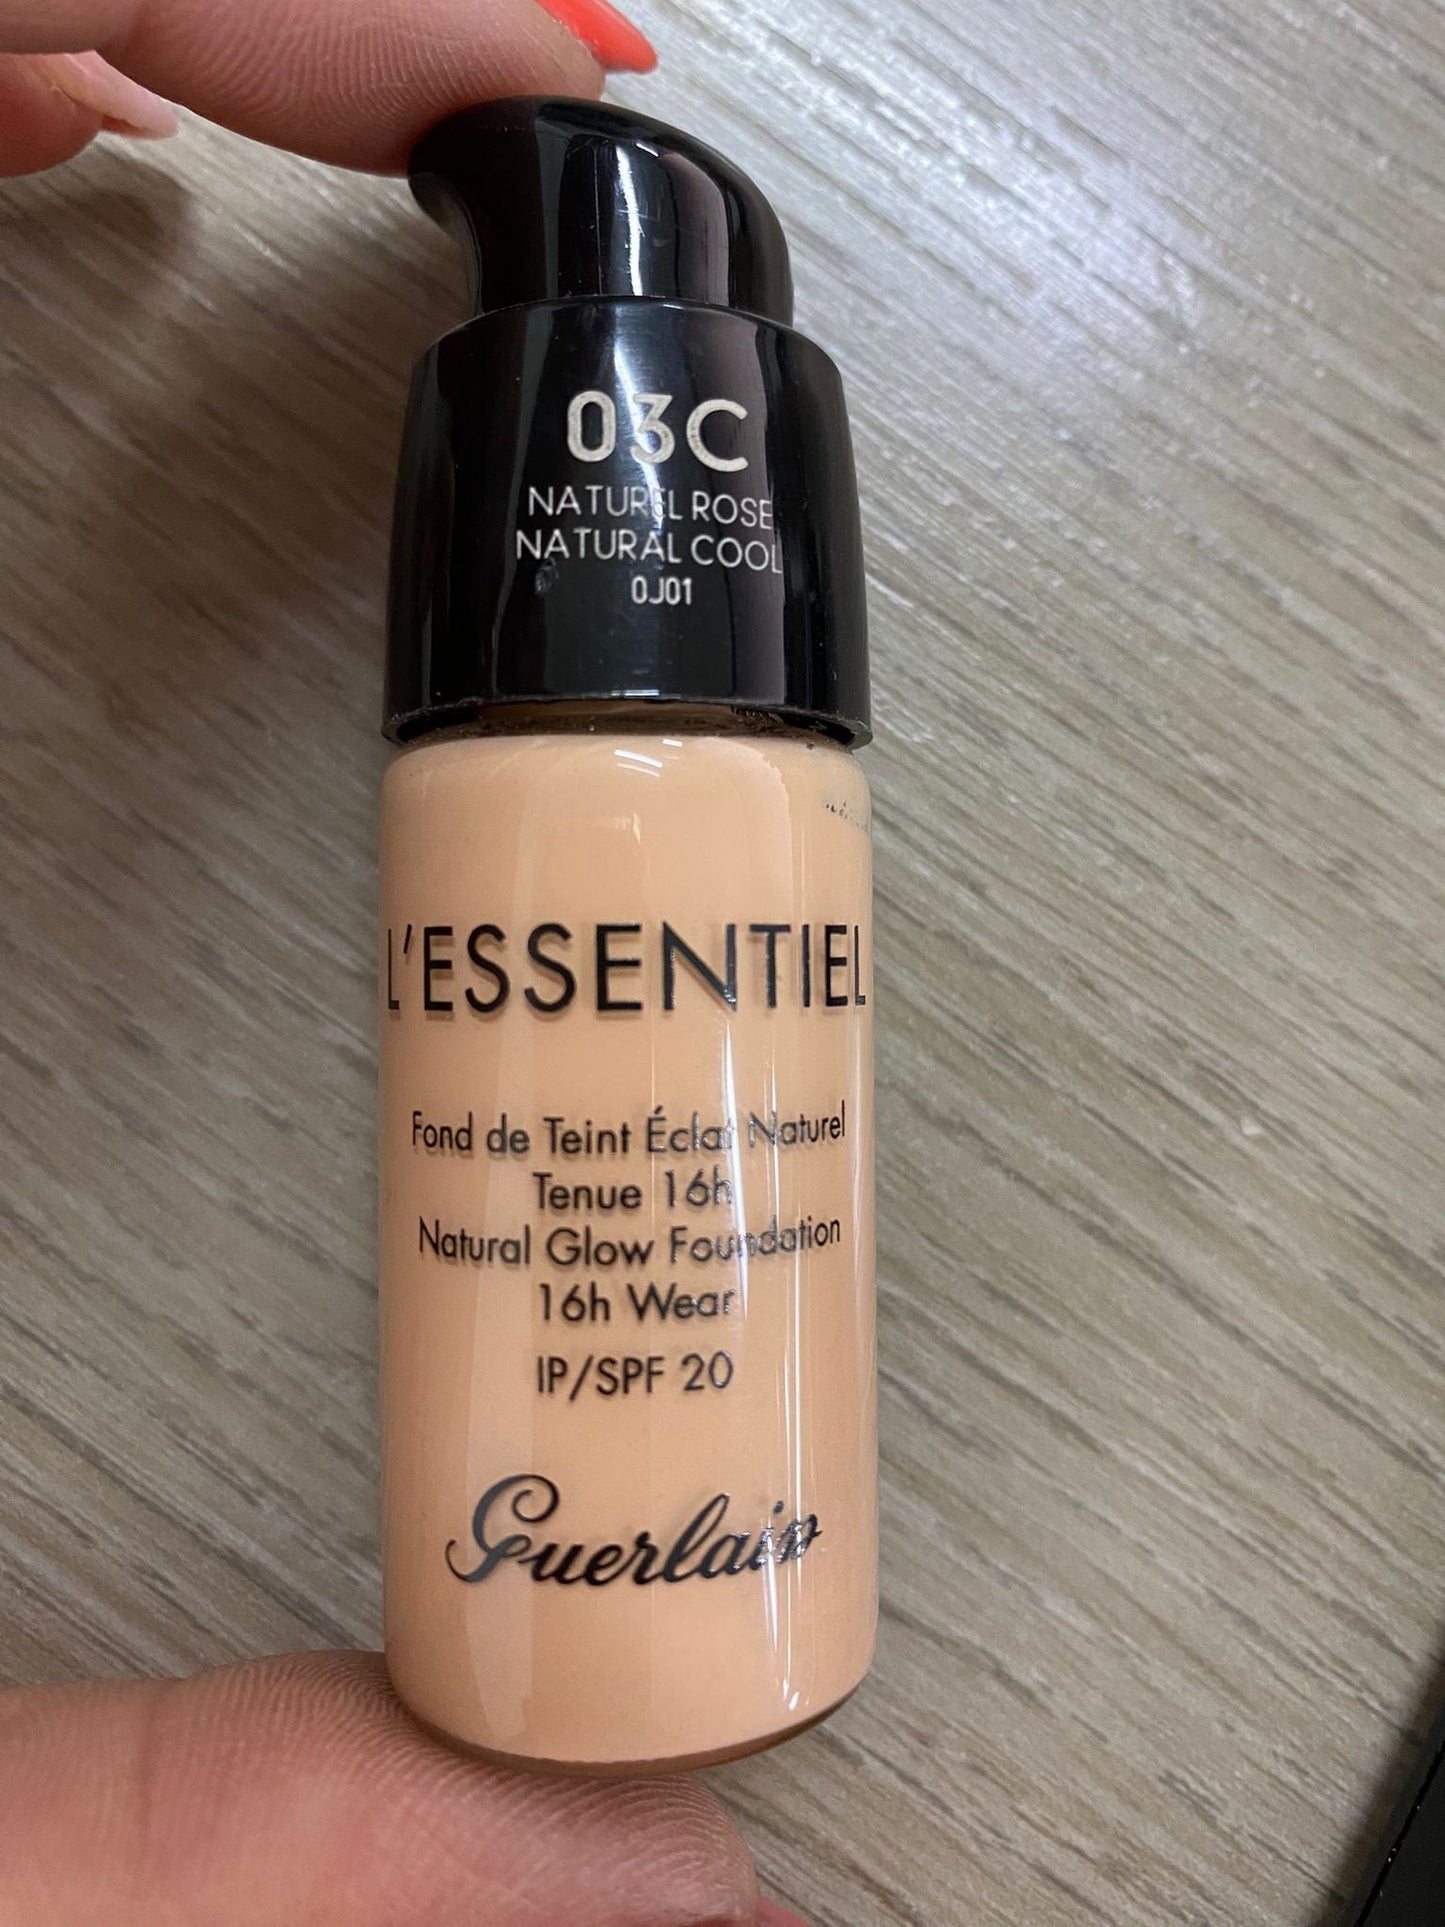 03C
NATUREL ROSE
NATURAL COOL
0J01
L'ESSENTIEL
Fond de Teint Éclat Naturel
Tenue 16h
Natural Glow Foundation
16h Wear
IP/SPF 20
Guerlain